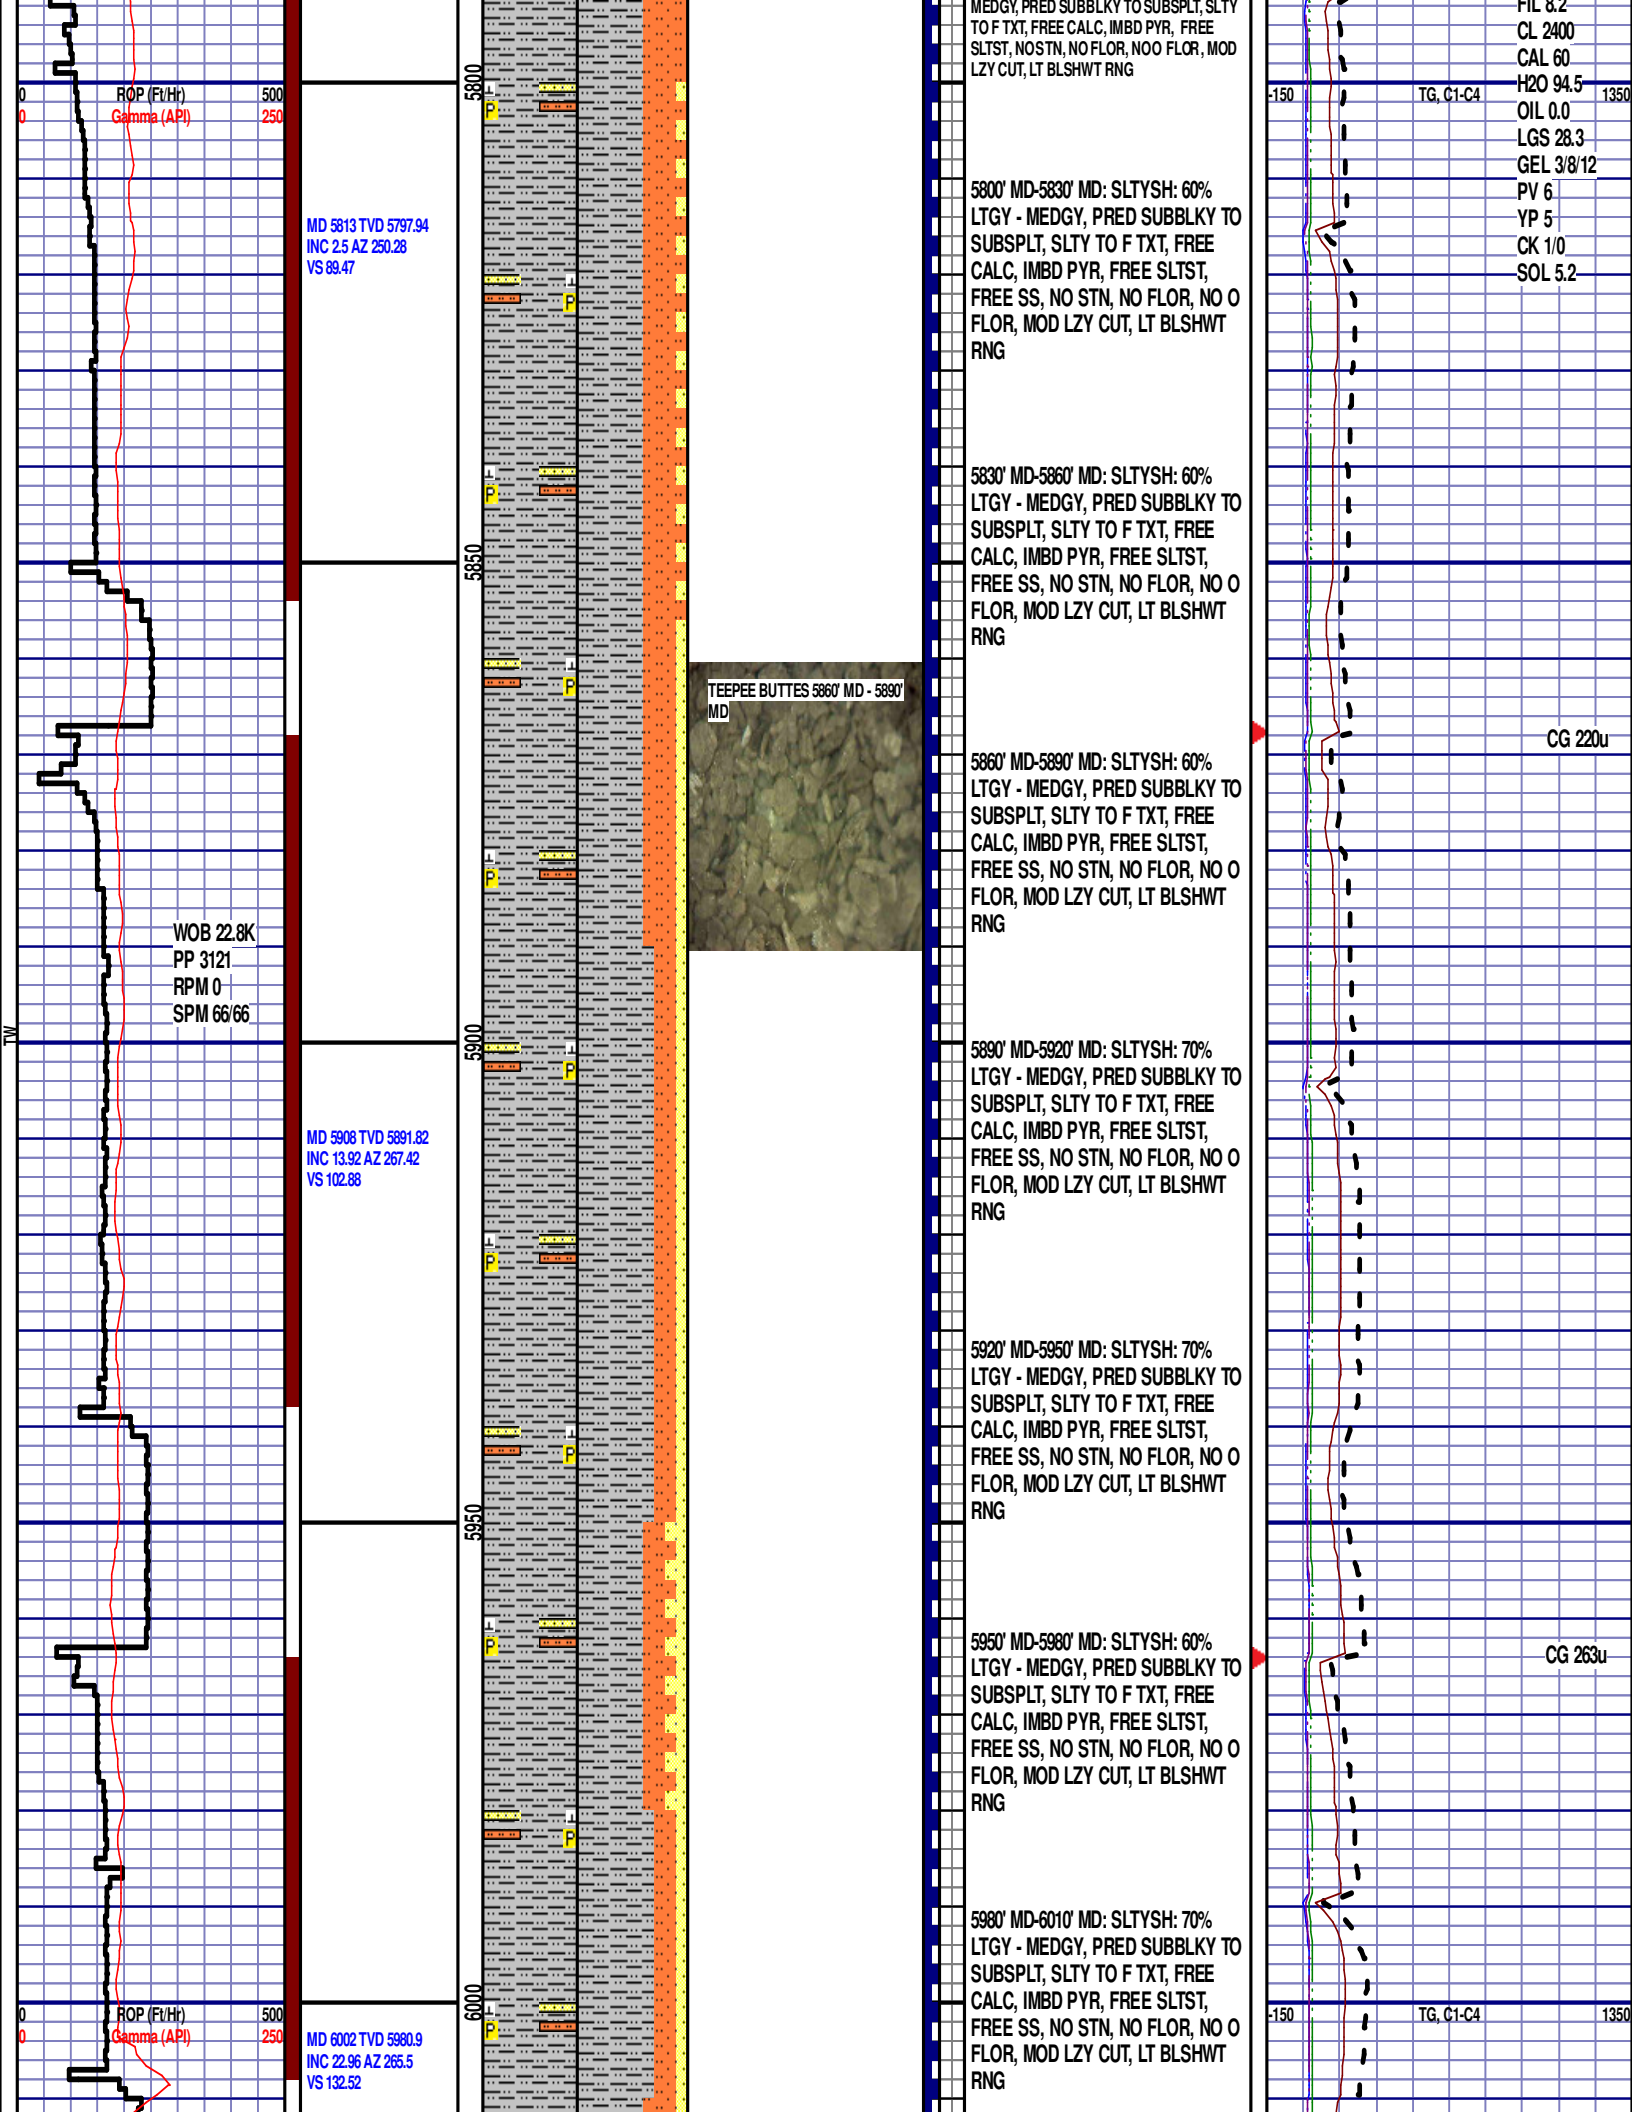 MEDGY, PRED SUBBLKY TO SUBSPLT, SLTY
TO F TXT, FREE CALC, IMBD PYR, FREE
SLTST, NO STN, NO FLOR, NOO FLOR, MOD
LZY CUT, LT BLSHWT RNG
FIL 8.2
CL 2400
CAL 60
H2O 94.5
OIL 0.0
LGS 28.3
GEL 3/8/12
PV 6
YP 5
CK 1/0
SOL 5.2
0 ROP (Ft/Hr) 500
0 Gamma (API) 250
5800
-150 TG, C1-C4 1350
P
MD 5813 TVD 5797.94
INC 2.5 AZ 250.28
VS 89.47
5800' MD-5830' MD: SLTYSH: 60%
LTGY - MEDGY, PRED SUBBLKY TO
SUBSPLT, SLTY TO F TXT, FREE
CALC, IMBD PYR, FREE SLTST,
FREE SS, NO STN, NO FLOR, NO O
FLOR, MOD LZY CUT, LT BLSHWT
RNG
P
P
5830' MD-5860' MD: SLTYSH: 60%
LTGY - MEDGY, PRED SUBBLKY TO
SUBSPLT, SLTY TO F TXT, FREE
CALC, IMBD PYR, FREE SLTST,
FREE SS, NO STN, NO FLOR, NO O
FLOR, MOD LZY CUT, LT BLSHWT
RNG
5850
P
TEEPEE BUTTES 5860' MD - 5890'
MD
CG 220u
5860' MD-5890' MD: SLTYSH: 60%
LTGY - MEDGY, PRED SUBBLKY TO
SUBSPLT, SLTY TO F TXT, FREE
CALC, IMBD PYR, FREE SLTST,
FREE SS, NO STN, NO FLOR, NO O
FLOR, MOD LZY CUT, LT BLSHWT
RNG
P
WOB 22.8K
PP 3121
RPM 0
SPM 66/66
TW
5900
P
5890' MD-5920' MD: SLTYSH: 70%
LTGY - MEDGY, PRED SUBBLKY TO
SUBSPLT, SLTY TO F TXT, FREE
CALC, IMBD PYR, FREE SLTST,
FREE SS, NO STN, NO FLOR, NO O
FLOR, MOD LZY CUT, LT BLSHWT
RNG
MD 5908 TVD 5891.82
INC 13.92 AZ 267.42
VS 102.88
P
5920' MD-5950' MD: SLTYSH: 70%
LTGY - MEDGY, PRED SUBBLKY TO
SUBSPLT, SLTY TO F TXT, FREE
CALC, IMBD PYR, FREE SLTST,
FREE SS, NO STN, NO FLOR, NO O
FLOR, MOD LZY CUT, LT BLSHWT
RNG
P
5950
P
5950' MD-5980' MD: SLTYSH: 60%
LTGY - MEDGY, PRED SUBBLKY TO
SUBSPLT, SLTY TO F TXT, FREE
CALC, IMBD PYR, FREE SLTST,
FREE SS, NO STN, NO FLOR, NO O
FLOR, MOD LZY CUT, LT BLSHWT
RNG
CG 263u
P
5980' MD-6010' MD: SLTYSH: 70%
LTGY - MEDGY, PRED SUBBLKY TO
SUBSPLT, SLTY TO F TXT, FREE
CALC, IMBD PYR, FREE SLTST,
FREE SS, NO STN, NO FLOR, NO O
FLOR, MOD LZY CUT, LT BLSHWT
RNG
6000
0 ROP (Ft/Hr) 500
0 Gamma (API) 250
-150 TG, C1-C4 1350
P
MD 6002 TVD 5980.9
INC 22.96 AZ 265.5
VS 132.52